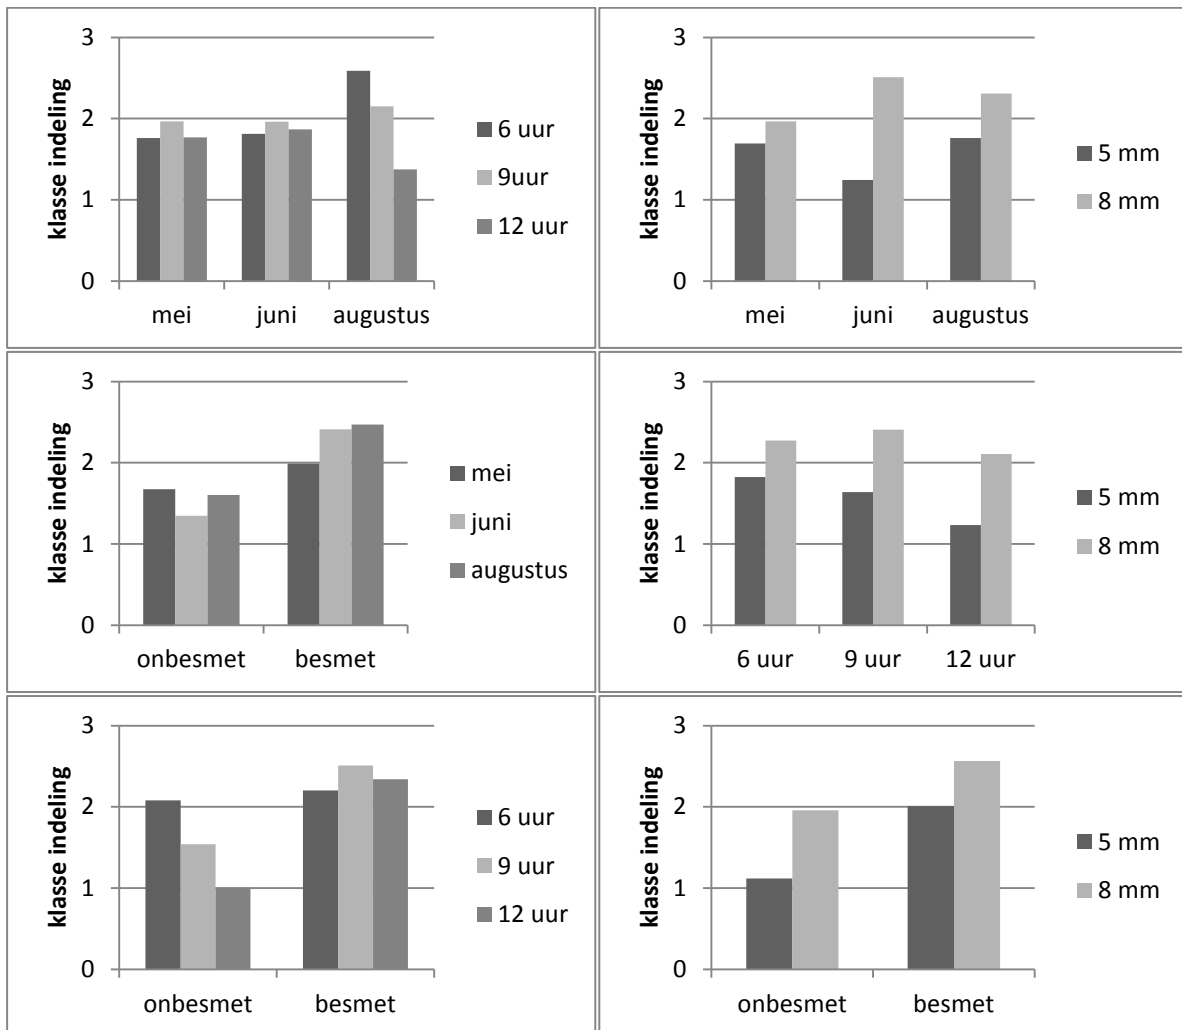 klasse indeling
3
2
1
0
mei juni augustus
6 uur
9uur
12 uur
klasse indeling
3
2
1
0
mei juni augustus
5 mm
8 mm
klasse indeling
3
2
1
0
onbesmet besmet
mei
juni
augustus
klasse indeling
3
2
1
0
6 uur 9 uur 12 uur
5 mm
8 mm
klasse indeling
3
2
1
0
onbesmet besmet
6 uur
9 uur
12 uur
klasse indeling
3
2
1
0
onbesmet besmet
5 mm
8 mm